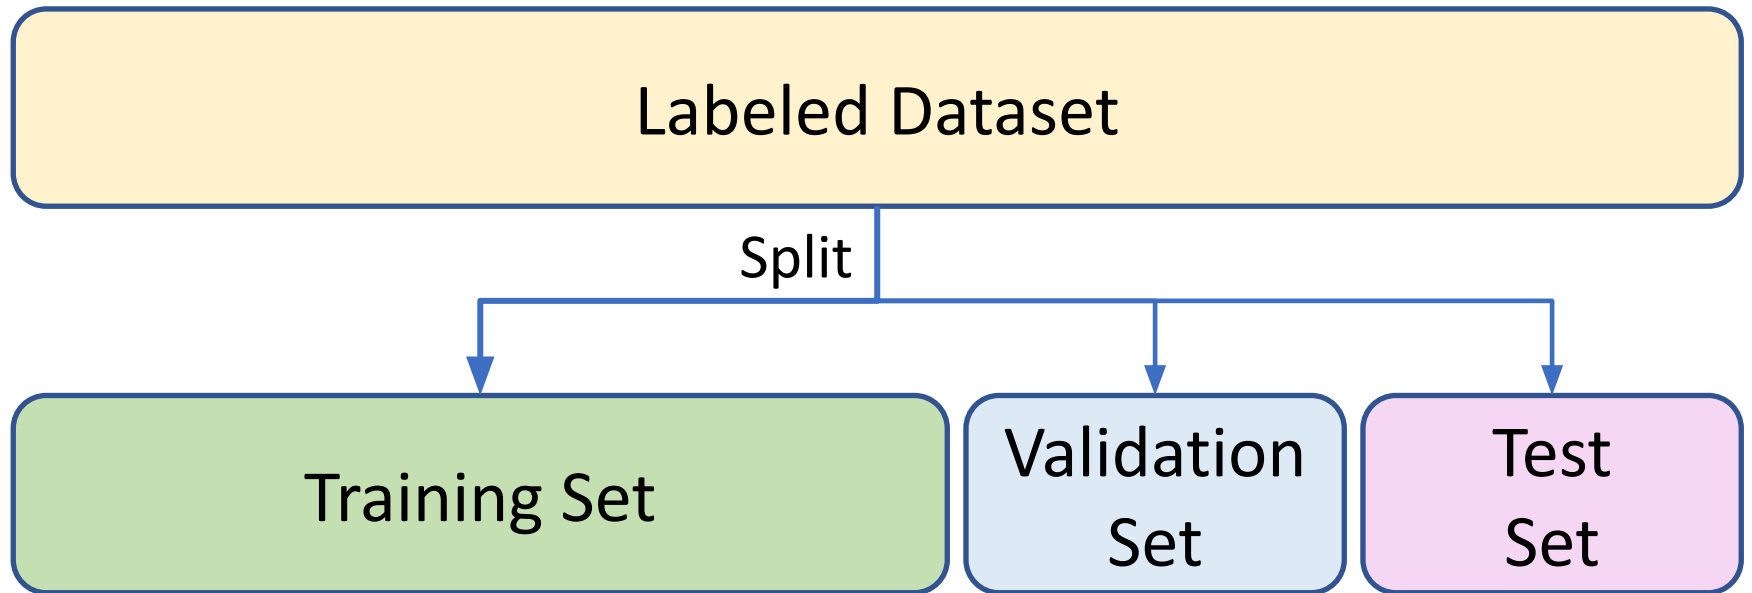 Labeled Dataset
Split
Training Set
Validation
Set
Test
Set